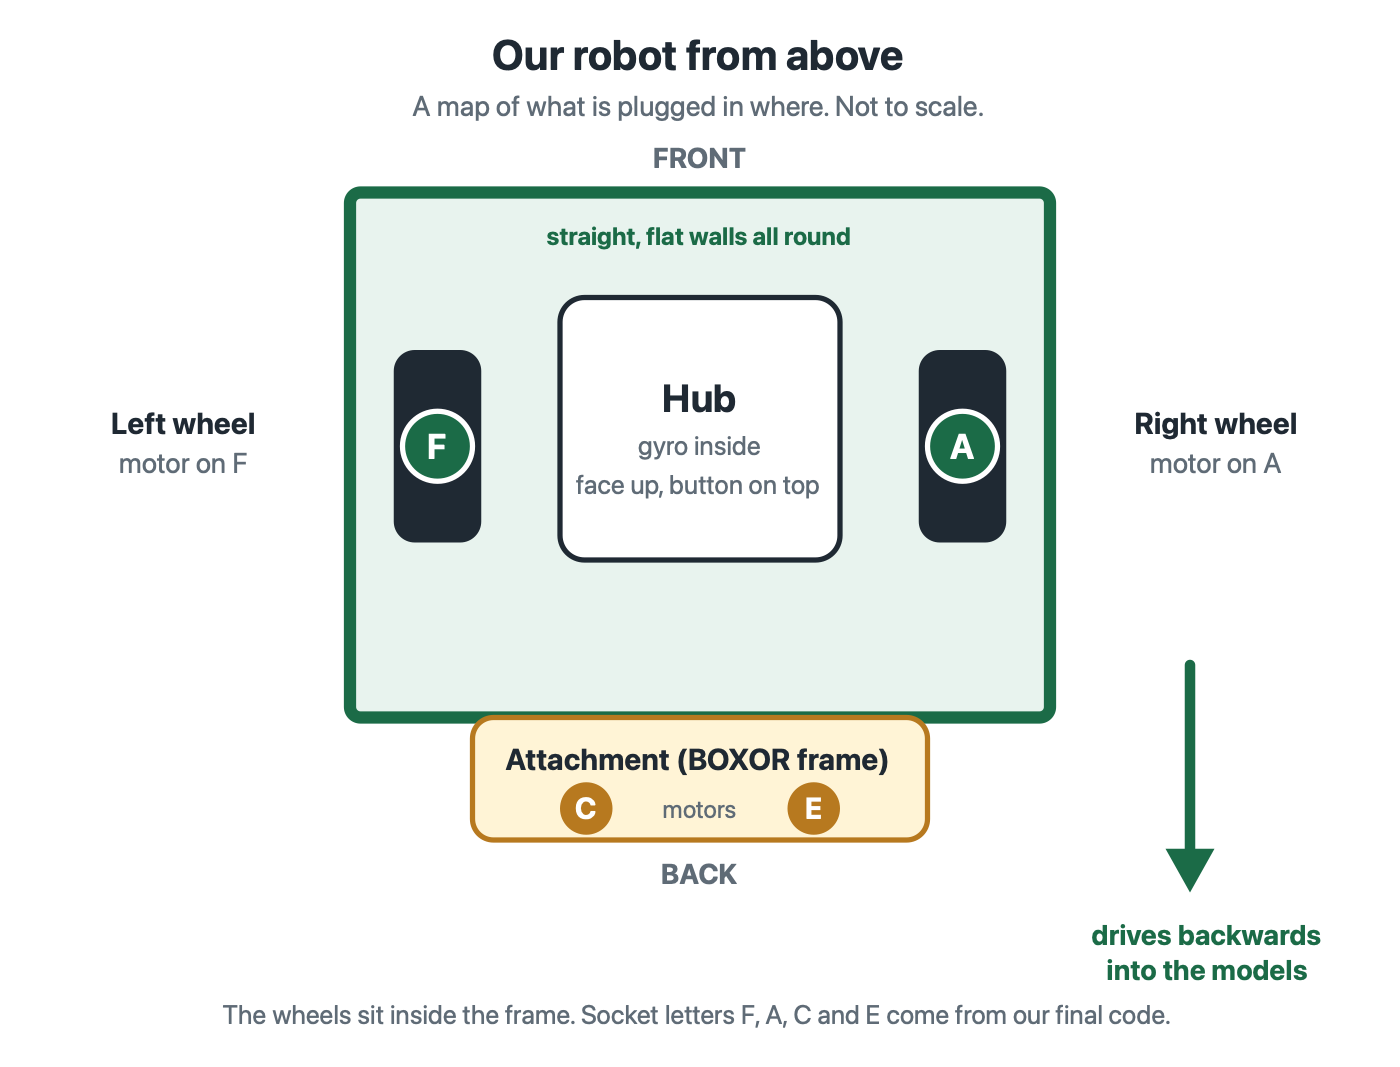 Our robot from above
A map of what is plugged in where. Not to scale.
FRONT
straight, flat walls all round
Hub
gyro inside
face up, button on top
F
A
Left wheel
motor on F
Right wheel
motor on A
Attachment (BOXOR frame)
C motors E
BACK
drives backwards
into the models
The wheels sit inside the frame. Socket letters F, A, C and E come from our final code.